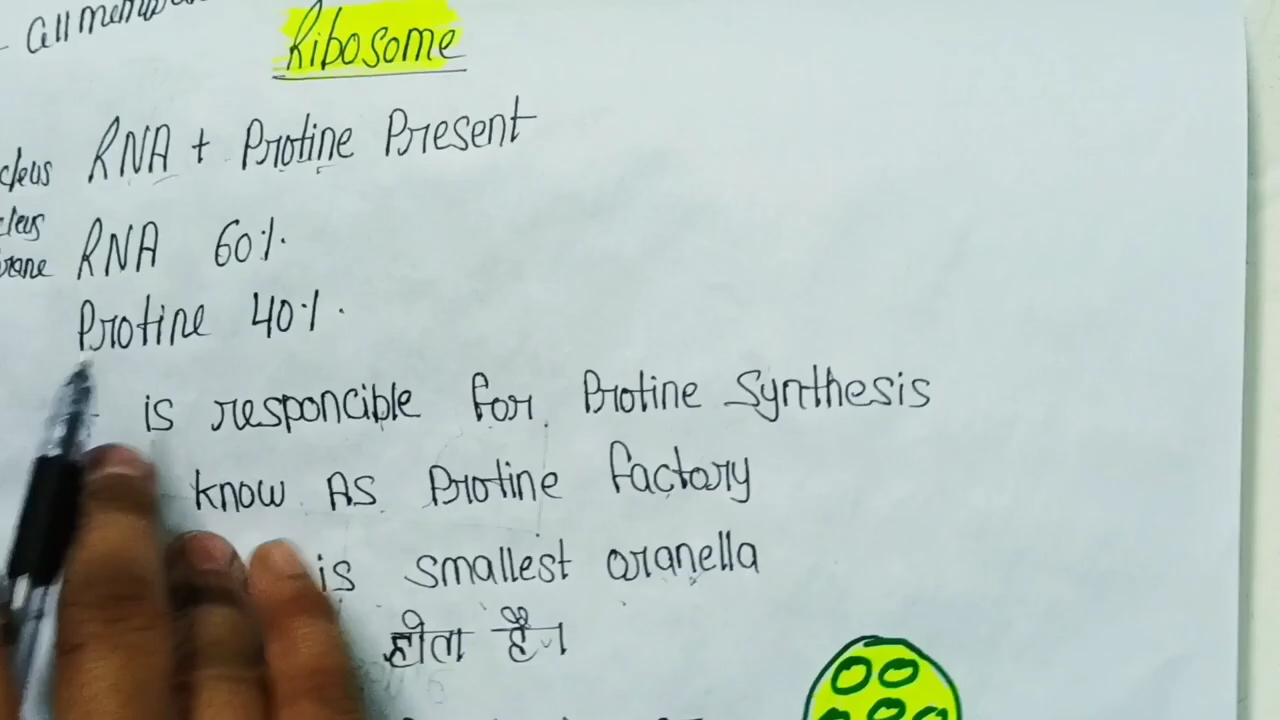 - all
Ribosome
RNA + Protine Present
RNA 60%.
Protine 40%.
is responcible for Protine Synthesis
know As Protine factory
is smallest oranella
होता है।